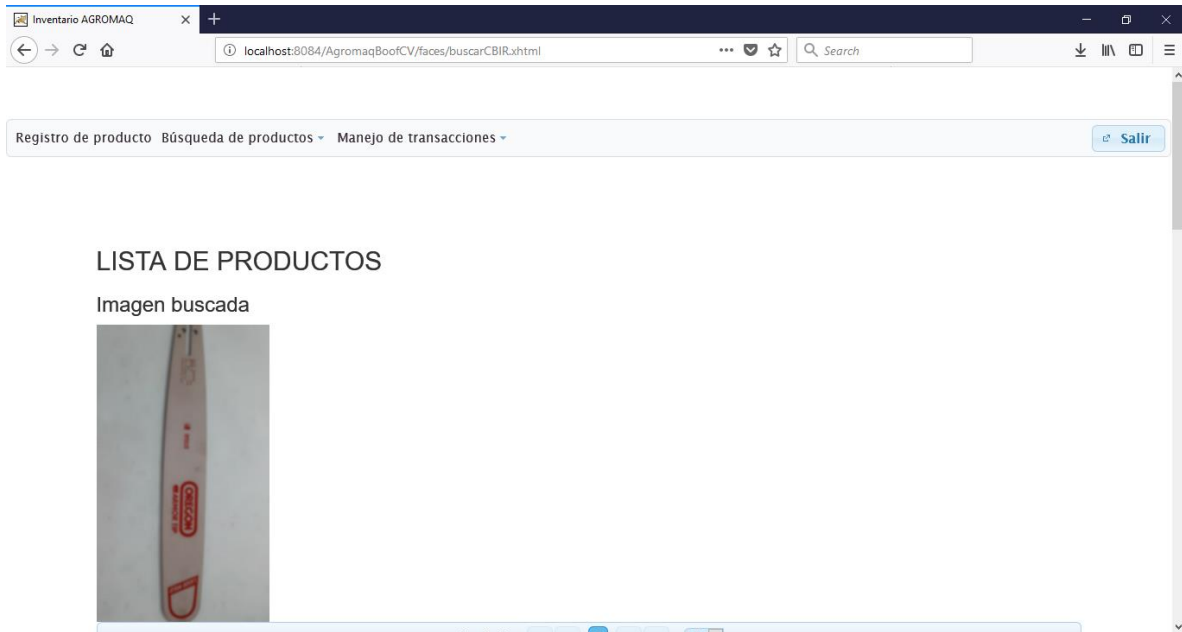 Inventario AGROMAQ
localhost:8084/AgromaqBoofCV/faces/buscarCBIR.xhtml
Search
Registro de producto Búsqueda de productos Manejo de transacciones
Salir
LISTA DE PRODUCTOS
Imagen buscada
OREGON